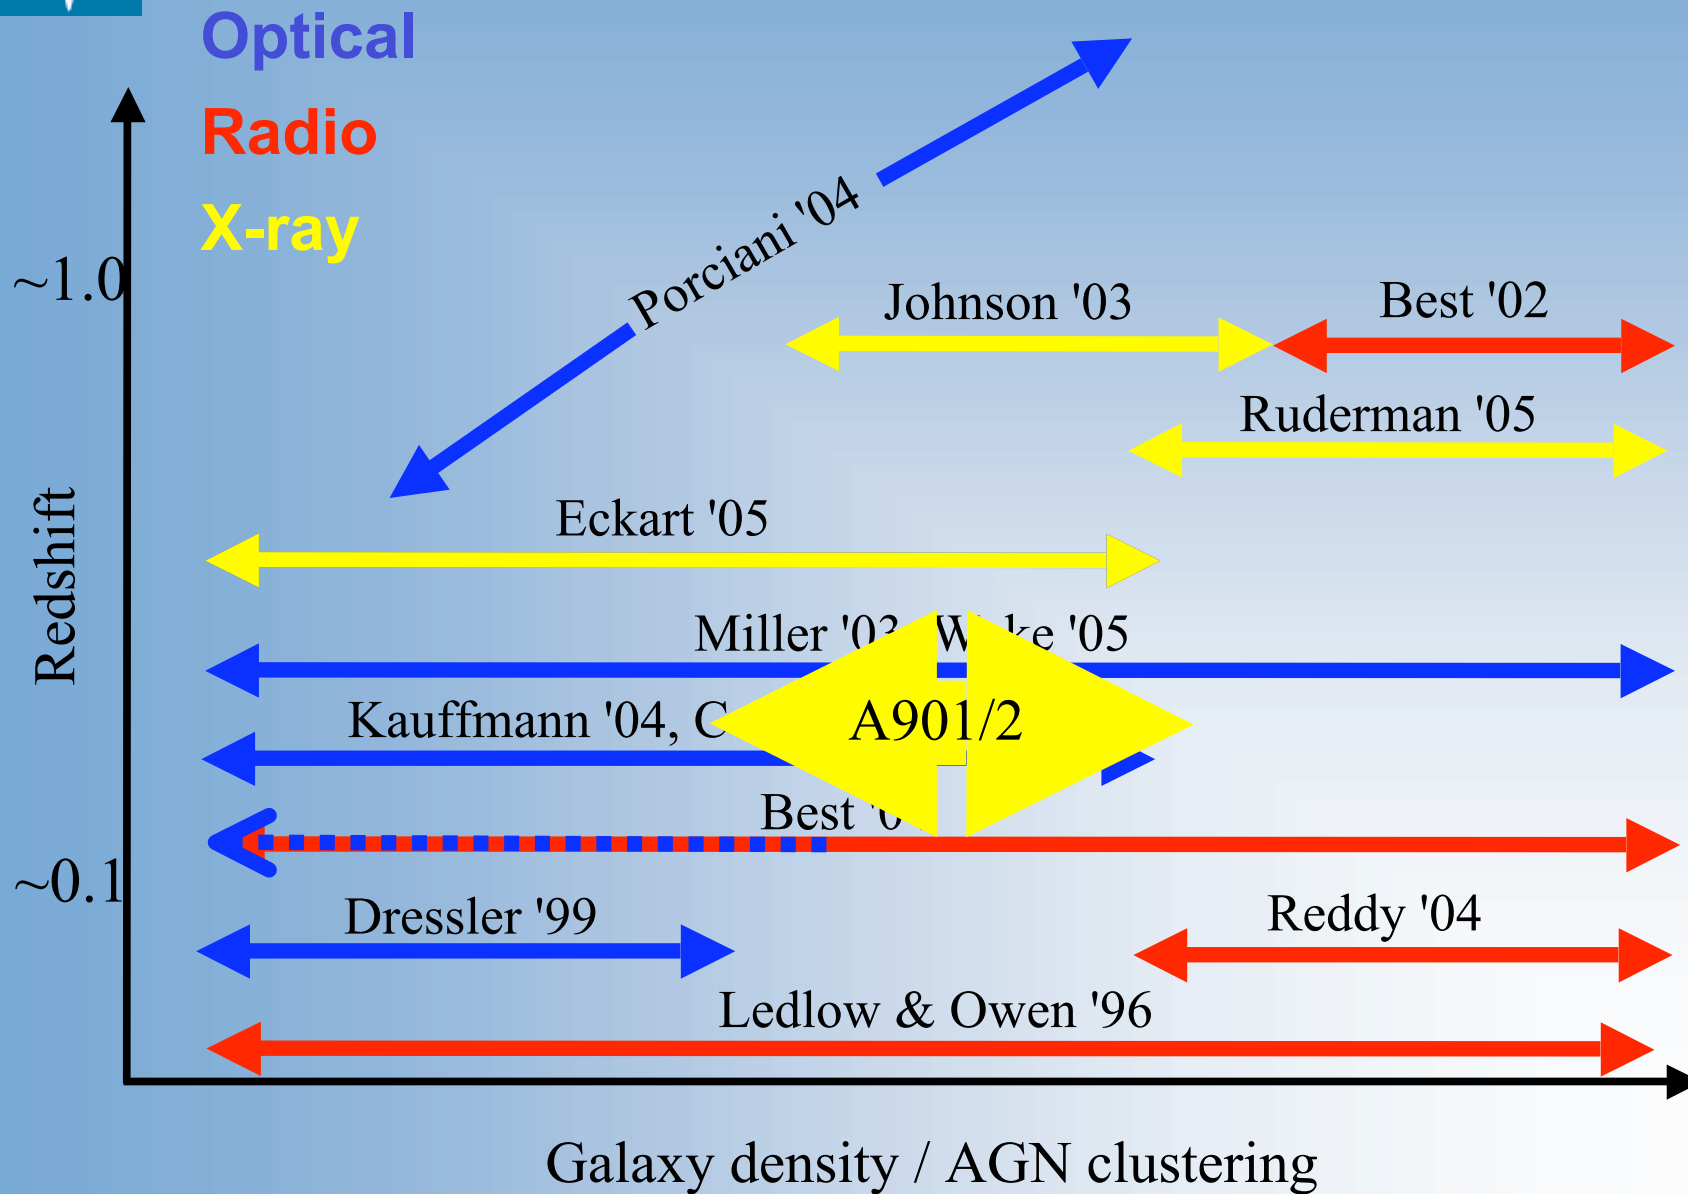 Optical
Radio
X-ray
Porciani '04
~1.0
Johnson '03
Best '02
Ruderman '05
Eckart '05
Redshift
Miller '03 '05
Kauffmann '04,
A901/2
Best
~0.1
Dressler '99
Reddy '04
Ledlow & Owen '96
Galaxy density / AGN clustering